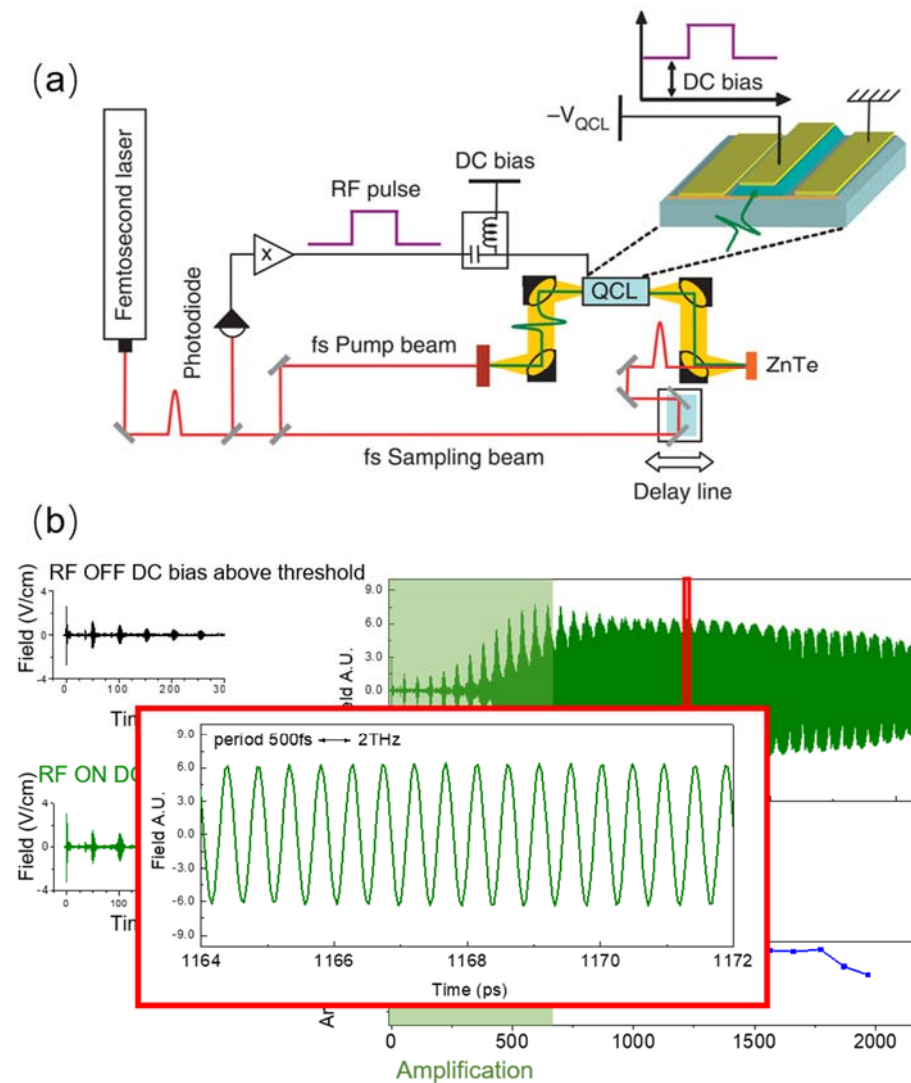 (a)
DC bias
–V_QCL
Femtosecond laser
Photodiode
X
RF pulse
DC bias
QCL
fs Pump beam
ZnTe
fs Sampling beam
Delay line
(b)
RF OFF DC bias above threshold
Field (V/cm)
4
0
-4
0 100 200 30
9.0
6.0
3.0
0.0
Field A.U.
RF ON DC
Field (V/cm)
4
0
-4
0 100
period 500fs ⟷ 2THz
Field A.U.
9.0
6.0
3.0
0.0
-3.0
-6.0
-9.0
1164 1166 1168 1170 1172
Time (ps)
0 500 1000 1500 2000
Amplification